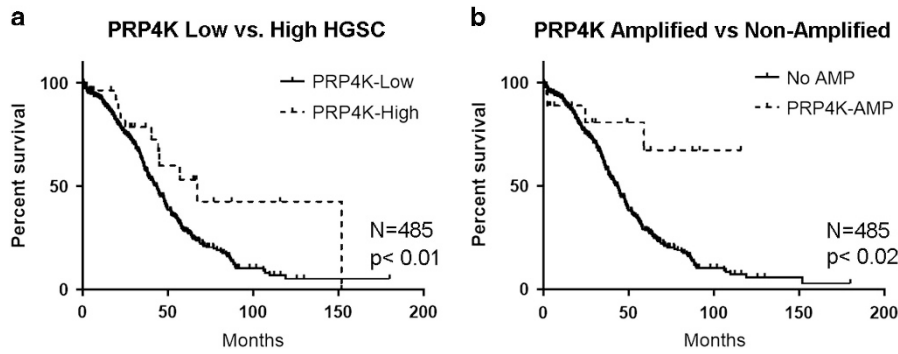 a
PRP4K Low vs. High HGSC
PRP4K-Low
PRP4K-High
Percent survival
100
50
0
N=485
p< 0.01
0 50 100 150 200
Months
b
PRP4K Amplified vs Non-Amplified
No AMP
PRP4K-AMP
Percent survival
100
50
0
N=485
p< 0.02
0 50 100 150 200
Months